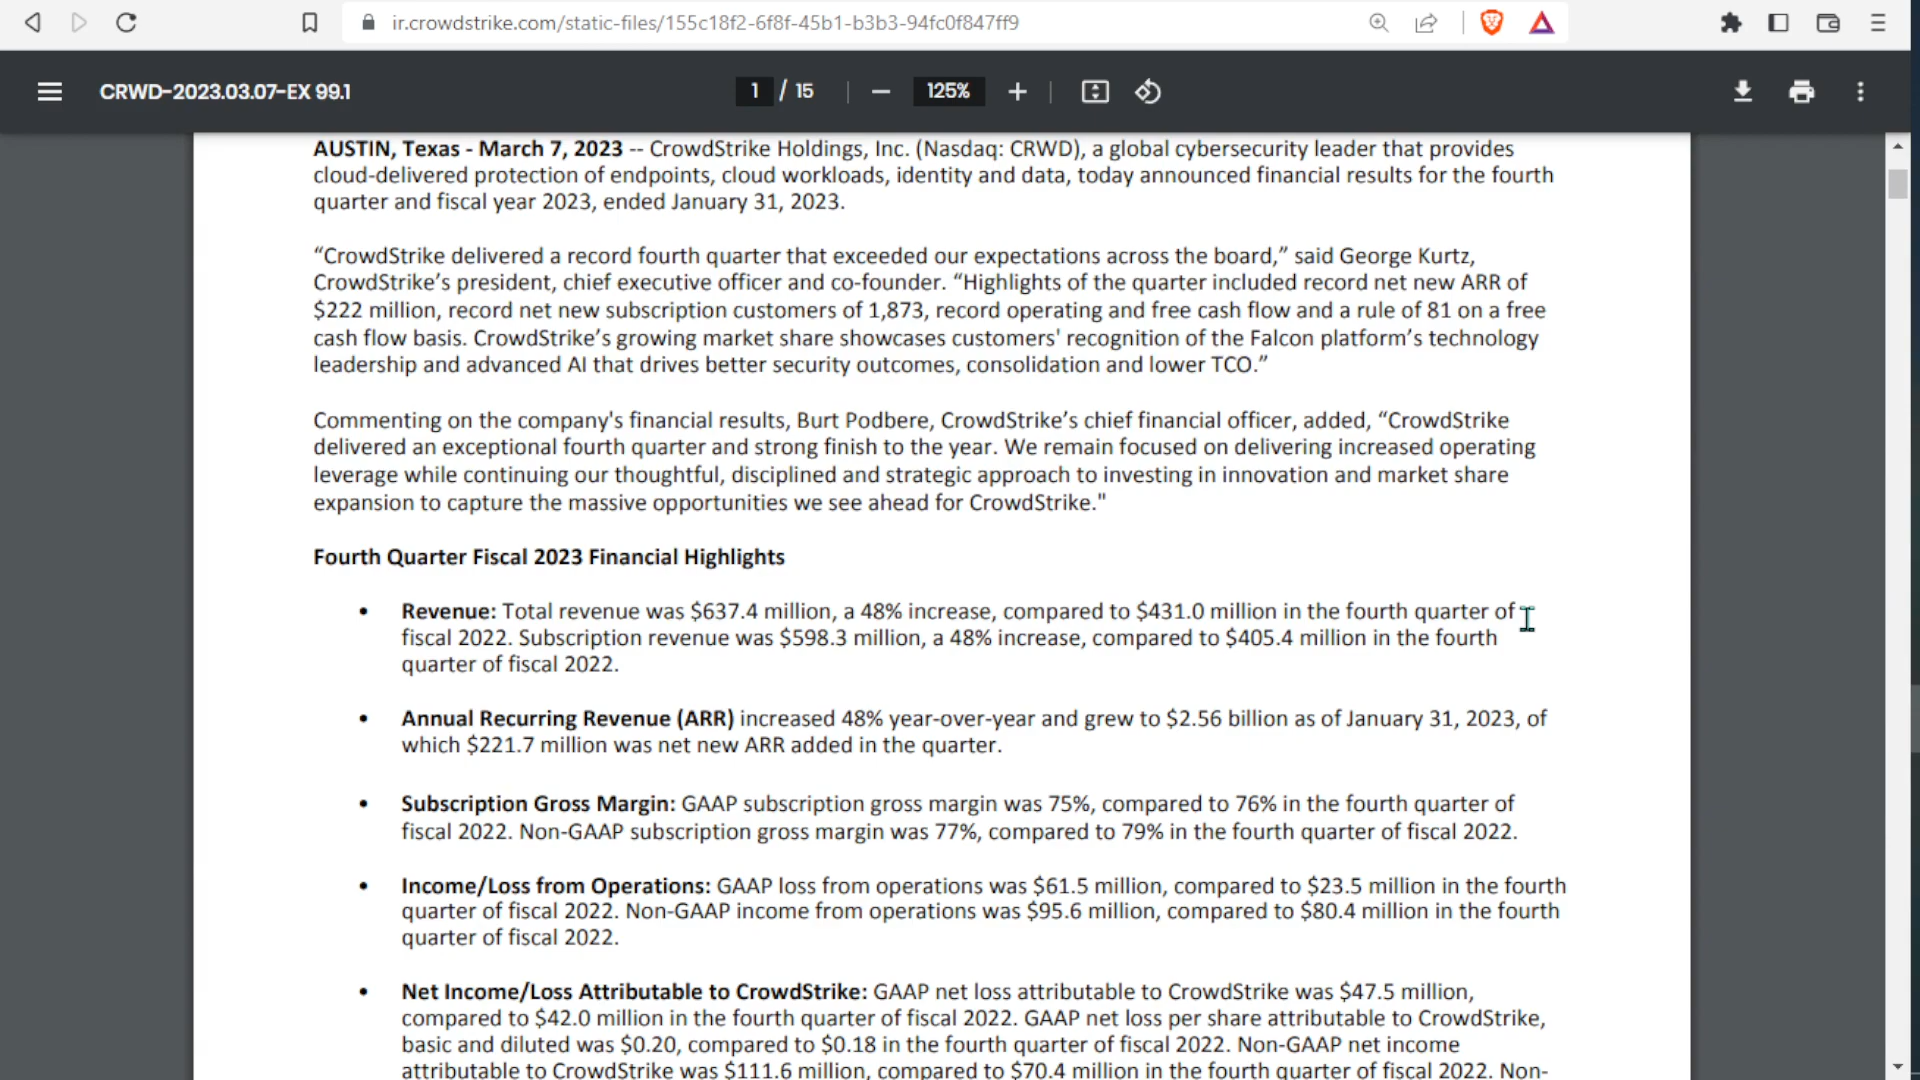 ir.crowdstrike.com/static-files/155c18f2-6f8f-45b1-b3b3-94fc0f847ff9
CRWD-2023.03.07-EX 99.1
1 / 15
125%
AUSTIN, Texas - March 7, 2023 -- CrowdStrike Holdings, Inc. (Nasdaq: CRWD), a global cybersecurity leader that provides
cloud-delivered protection of endpoints, cloud workloads, identity and data, today announced financial results for the fourth
quarter and fiscal year 2023, ended January 31, 2023.
“CrowdStrike delivered a record fourth quarter that exceeded our expectations across the board,” said George Kurtz,
CrowdStrike’s president, chief executive officer and co-founder. “Highlights of the quarter included record net new ARR of
$222 million, record net new subscription customers of 1,873, record operating and free cash flow and a rule of 81 on a free
cash flow basis. CrowdStrike’s growing market share showcases customers' recognition of the Falcon platform’s technology
leadership and advanced AI that drives better security outcomes, consolidation and lower TCO.”
Commenting on the company's financial results, Burt Podbere, CrowdStrike’s chief financial officer, added, “CrowdStrike
delivered an exceptional fourth quarter and strong finish to the year. We remain focused on delivering increased operating
leverage while continuing our thoughtful, disciplined and strategic approach to investing in innovation and market share
expansion to capture the massive opportunities we see ahead for CrowdStrike."
Fourth Quarter Fiscal 2023 Financial Highlights
• Revenue: Total revenue was $637.4 million, a 48% increase, compared to $431.0 million in the fourth quarter of
fiscal 2022. Subscription revenue was $598.3 million, a 48% increase, compared to $405.4 million in the fourth
quarter of fiscal 2022.
• Annual Recurring Revenue (ARR) increased 48% year-over-year and grew to $2.56 billion as of January 31, 2023, of
which $221.7 million was net new ARR added in the quarter.
• Subscription Gross Margin: GAAP subscription gross margin was 75%, compared to 76% in the fourth quarter of
fiscal 2022. Non-GAAP subscription gross margin was 77%, compared to 79% in the fourth quarter of fiscal 2022.
• Income/Loss from Operations: GAAP loss from operations was $61.5 million, compared to $23.5 million in the fourth
quarter of fiscal 2022. Non-GAAP income from operations was $95.6 million, compared to $80.4 million in the fourth
quarter of fiscal 2022.
• Net Income/Loss Attributable to CrowdStrike: GAAP net loss attributable to CrowdStrike was $47.5 million,
compared to $42.0 million in the fourth quarter of fiscal 2022. GAAP net loss per share attributable to CrowdStrike,
basic and diluted was $0.20, compared to $0.18 in the fourth quarter of fiscal 2022. Non-GAAP net income
attributable to CrowdStrike was $111.6 million, compared to $70.4 million in the fourth quarter of fiscal 2022. Non-